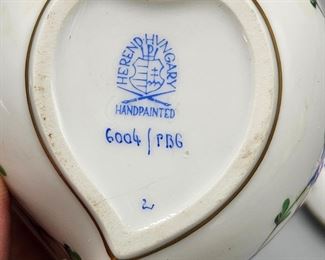 HEREND HUNGARY
HANDPAINTED
6004/PBG
2